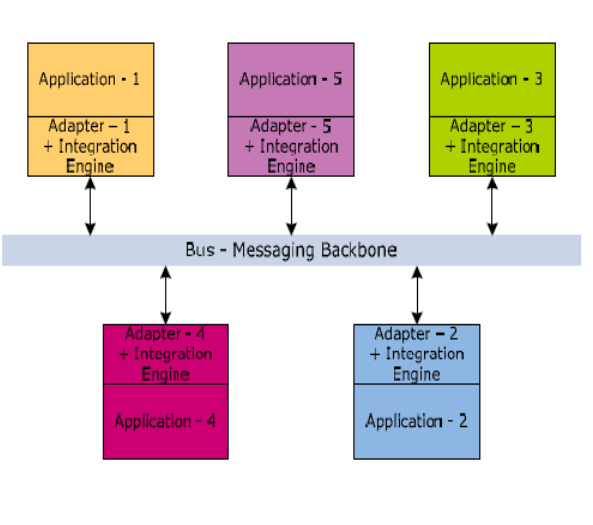 Application - 1
Adapter – 1
+ Integration
Engine
Application - 5
Adapter - 5
+ Integration
Engine
Application - 3
Adapter – 3
+ Integration
Engine
Bus - Messaging Backbone
Adapter - 4
+ Integration
Engine
Application - 4
Adapter – 2
+ Integration
Engine
Application - 2